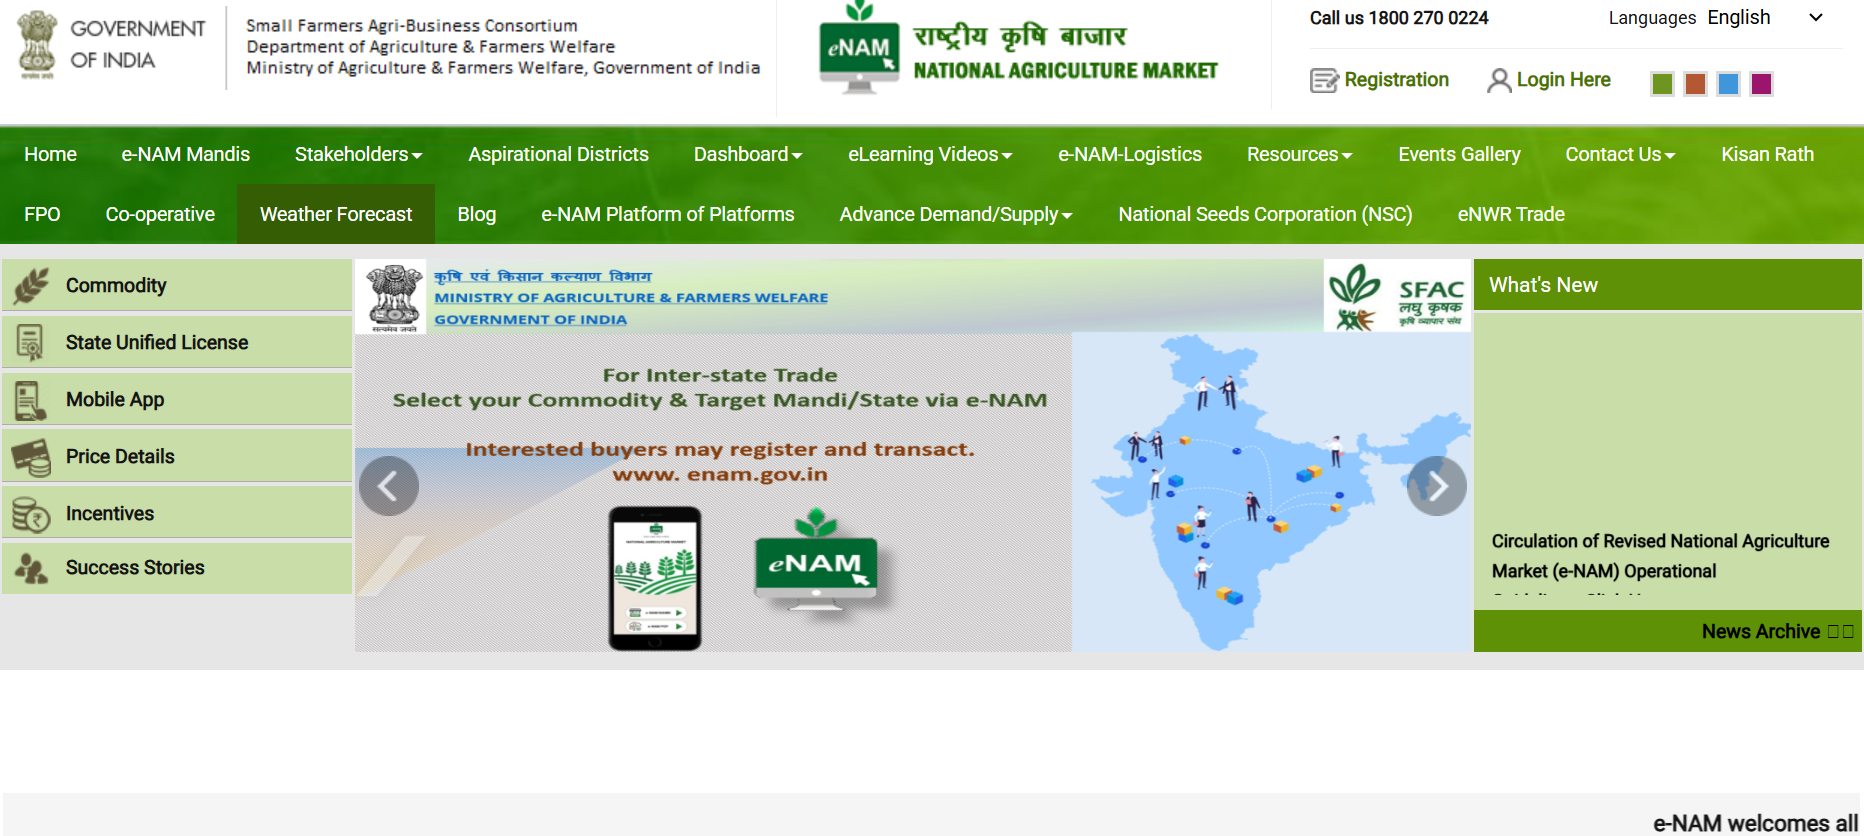 GOVERNMENT
OF INDIA
Small Farmers Agri-Business Consortium
Department of Agriculture & Farmers Welfare
Ministry of Agriculture & Farmers Welfare, Government of India
eNAM
राष्ट्रीय कृषि बाजार
NATIONAL AGRICULTURE MARKET
Call us 1800 270 0224
Languages English
Registration
Login Here
Home e-NAM Mandis Stakeholders Aspirational Districts Dashboard eLearning Videos e-NAM-Logistics Resources Events Gallery Contact Us Kisan Rath
FPO Co-operative Weather Forecast Blog e-NAM Platform of Platforms Advance Demand/Supply National Seeds Corporation (NSC) eNWR Trade
Commodity
State Unified License
Mobile App
Price Details
Incentives
Success Stories
सत्यमेव जयते
कृषि एवं किसान कल्याण विभाग
MINISTRY OF AGRICULTURE & FARMERS WELFARE
GOVERNMENT OF INDIA
SFAC
लघु कृषक
कृषि व्यापार संघ
For Inter-state Trade
Select your Commodity & Target Mandi/State via e-NAM
Interested buyers may register and transact.
www. enam.gov.in
NATIONAL AGRICULTURE MARKET
eNAM
What's New
Circulation of Revised National Agriculture
Market (e-NAM) Operational
News Archive
e-NAM welcomes all